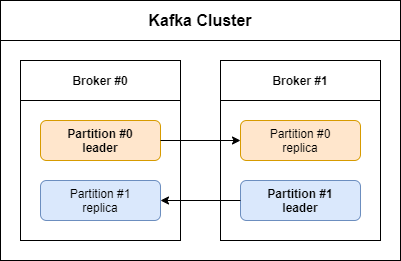 Kafka Cluster
Broker #0
Broker #1
Partition #0
leader
Partition #0
replica
Partition #1
replica
Partition #1
leader